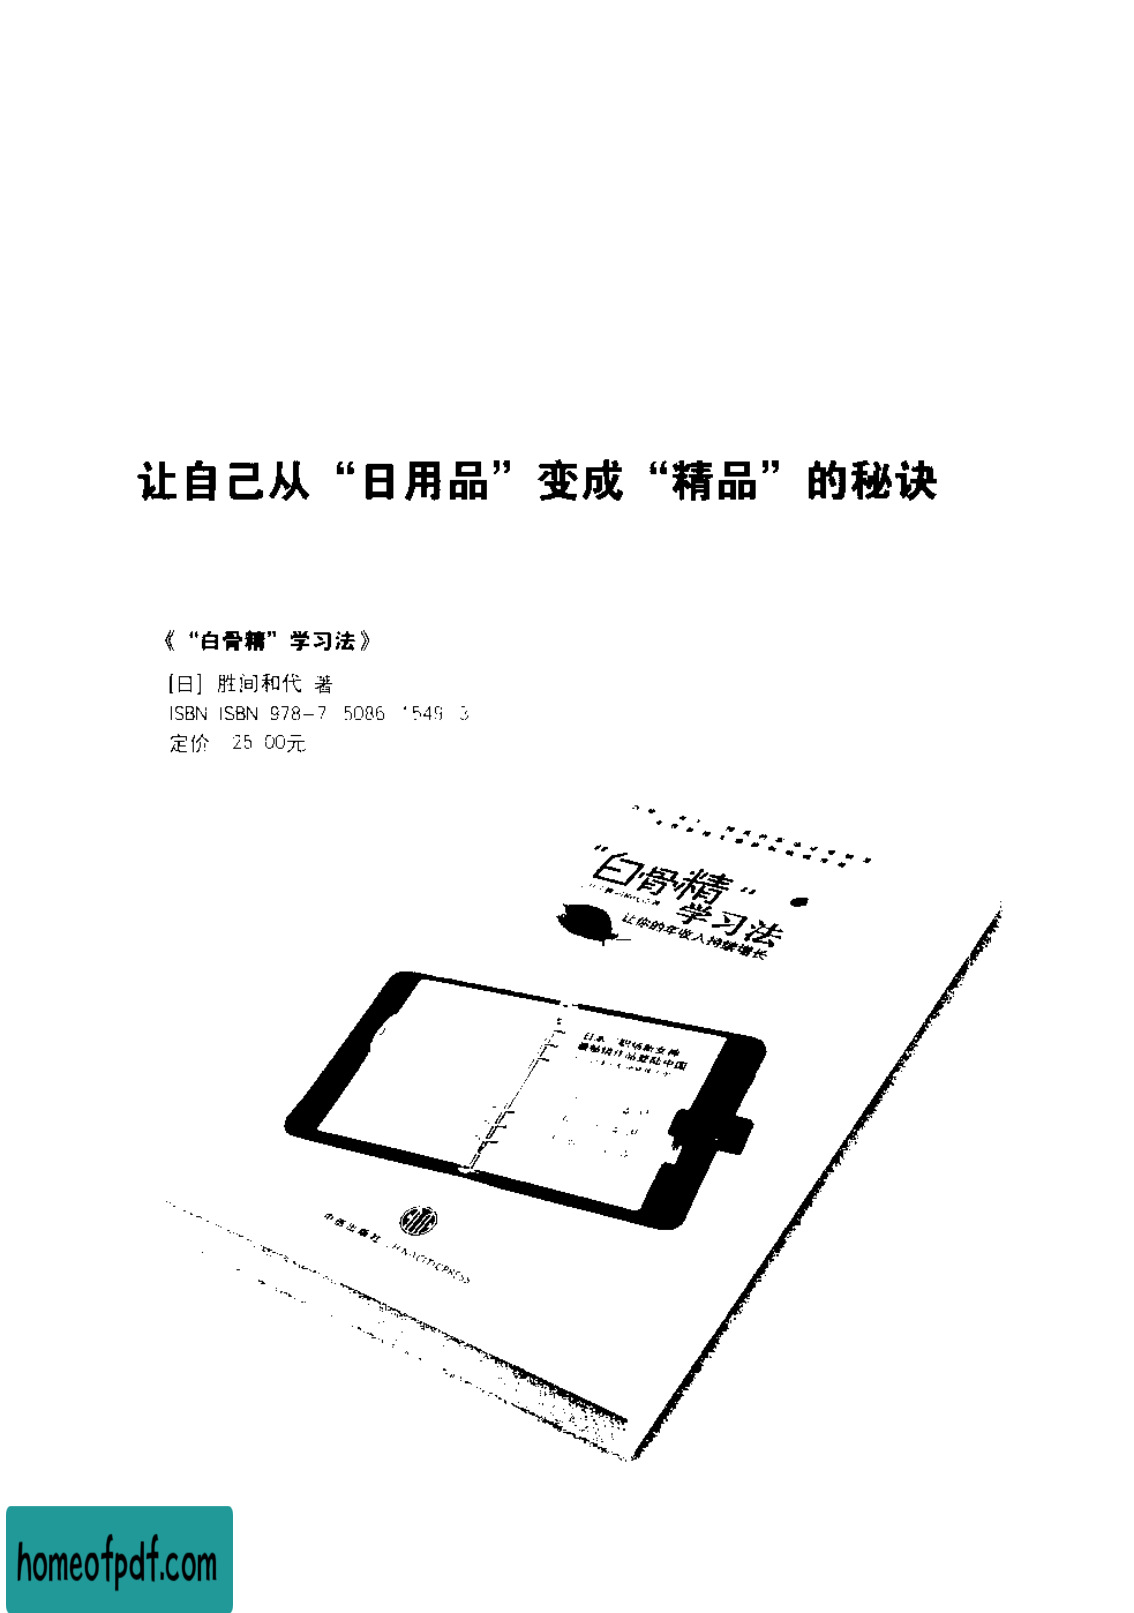 让自己从“日用品”变成“精品”的秘诀
《“白骨精”学习法》
[日] 胜间和代 著
ISBN ISBN 978-7 5086 1549 3
定价 25 00元
“白骨精”
学习法
让你的年收入持续增长
日本“职场新女神
最畅销作品登陆中国
中信出版社 CHINA CITIC PRESS
homeofpdf.com